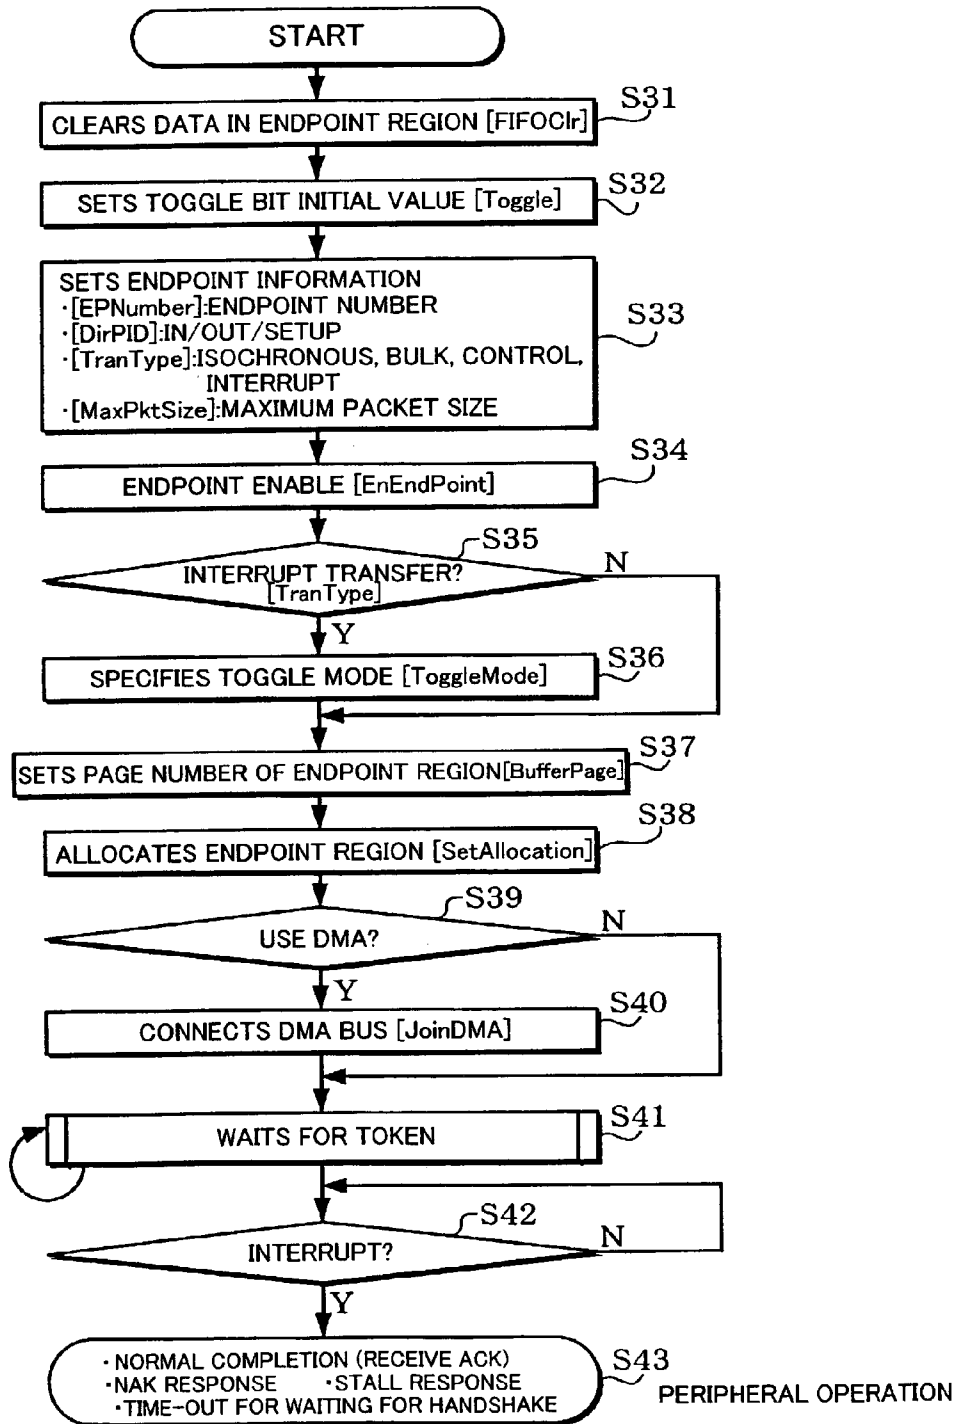 START
S31
CLEARS DATA IN ENDPOINT REGION [FIFOClr]
S32
SETS TOGGLE BIT INITIAL VALUE [Toggle]
S33
SETS ENDPOINT INFORMATION
·[EPNumber]:ENDPOINT NUMBER
·[DirPID]:IN/OUT/SETUP
·[TranType]:ISOCHRONOUS, BULK, CONTROL,
INTERRUPT
·[MaxPktSize]:MAXIMUM PACKET SIZE
S34
ENDPOINT ENABLE [EnEndPoint]
S35
INTERRUPT TRANSFER?
[TranType]
N
Y
S36
SPECIFIES TOGGLE MODE [ToggleMode]
S37
SETS PAGE NUMBER OF ENDPOINT REGION[BufferPage]
S38
ALLOCATES ENDPOINT REGION [SetAllocation]
S39
USE DMA?
N
Y
S40
CONNECTS DMA BUS [JoinDMA]
S41
WAITS FOR TOKEN
S42
INTERRUPT?
N
Y
S43
·NORMAL COMPLETION (RECEIVE ACK)
·NAK RESPONSE ·STALL RESPONSE
·TIME-OUT FOR WAITING FOR HANDSHAKE
PERIPHERAL OPERATION